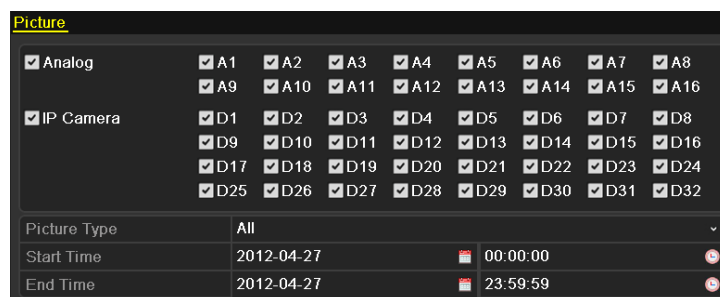 Picture
Analog A1 A2 A3 A4 A5 A6 A7 A8
A9 A10 A11 A12 A13 A14 A15 A16
IP Camera D1 D2 D3 D4 D5 D6 D7 D8
D9 D10 D11 D12 D13 D14 D15 D16
D17 D18 D19 D20 D21 D22 D23 D24
D25 D26 D27 D28 D29 D30 D31 D32
Picture Type All
Start Time 2012-04-27 00:00:00
End Time 2012-04-27 23:59:59